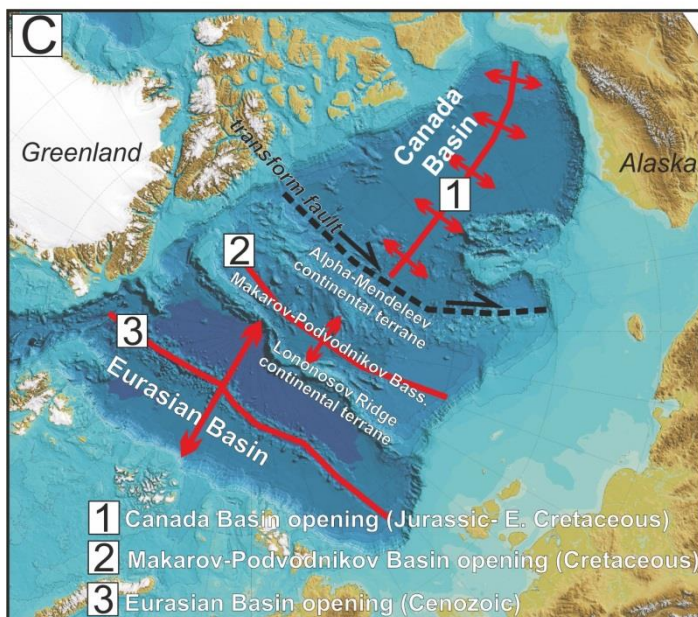 C
Greenland
Alaska
Canada
Basin
1
transform fault
2
Alpha-Mendeleev
continental terrane
Makarov-Podvodnikov Bass.
3
Lononosov Ridge
continental terrane
Eurasian Basin
1 Canada Basin opening (Jurassic- E. Cretaceous)
2 Makarov-Podvodnikov Basin opening (Cretaceous)
3 Eurasian Basin opening (Cenozoic)